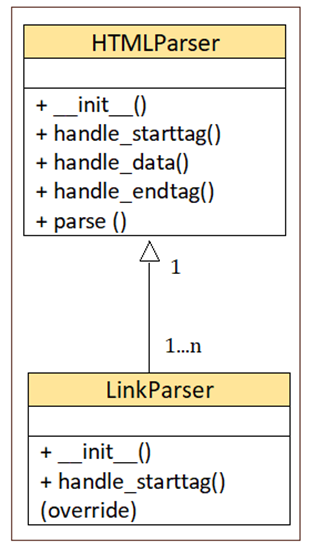 HTMLParser
+ __init__()
+ handle_starttag()
+ handle_data()
+ handle_endtag()
+ parse ()
1
1...n
LinkParser
+ __init__()
+ handle_starttag()
(override)